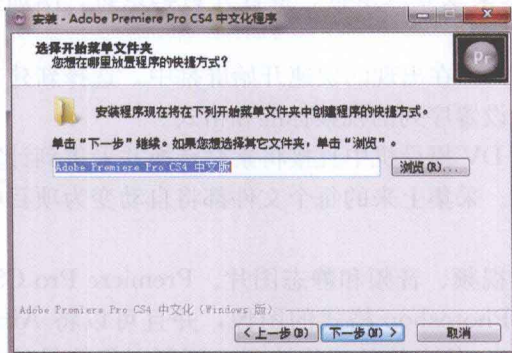 安装 - Adobe Premiere Pro CS4 中文化程序
选择开始菜单文件夹
您想在哪里放置程序的快捷方式?
Pr
安装程序现在将在下列开始菜单文件夹中创建程序的快捷方式。
单击“下一步”继续。如果您想选择其它文件夹,单击“浏览”。
Adobe Premiere Pro CS4 中文版
浏览(R)...
Adobe Premiere Pro CS4 中文化 (Windows 版)
< 上一步(B)
下一步(N) >
取消